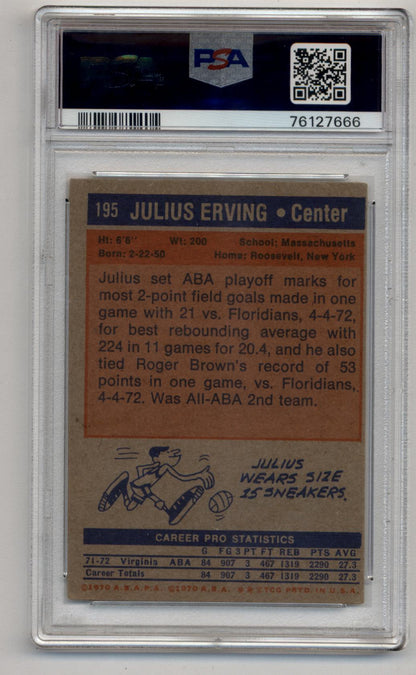 PSA
76127666
195 JULIUS ERVING • Center
Ht: 6'6" Wt: 200 School: Massachusetts
Born: 2-22-50 Home: Roosevelt, New York
Julius set ABA playoff marks for
most 2-point field goals made in one
game with 21 vs. Floridians, 4-4-72,
for best rebounding average with
224 in 11 games for 20.4, and he also
tied Roger Brown's record of 53
points in one game, vs. Floridians,
4-4-72. Was All-ABA 2nd team.
JULIUS
WEARS SIZE
15 SNEAKERS.
CAREER PRO STATISTICS
G FG 3PT FT REB PTS AVG
71-72 Virginia ABA 84 907 3 467 1319 2290 27.3
Career Totals 84 907 3 467 1319 2290 27.3
©1970 A.B.A.P.A. ©1970 A.B.A. T.C.G. PRTD. IN U.S.A.